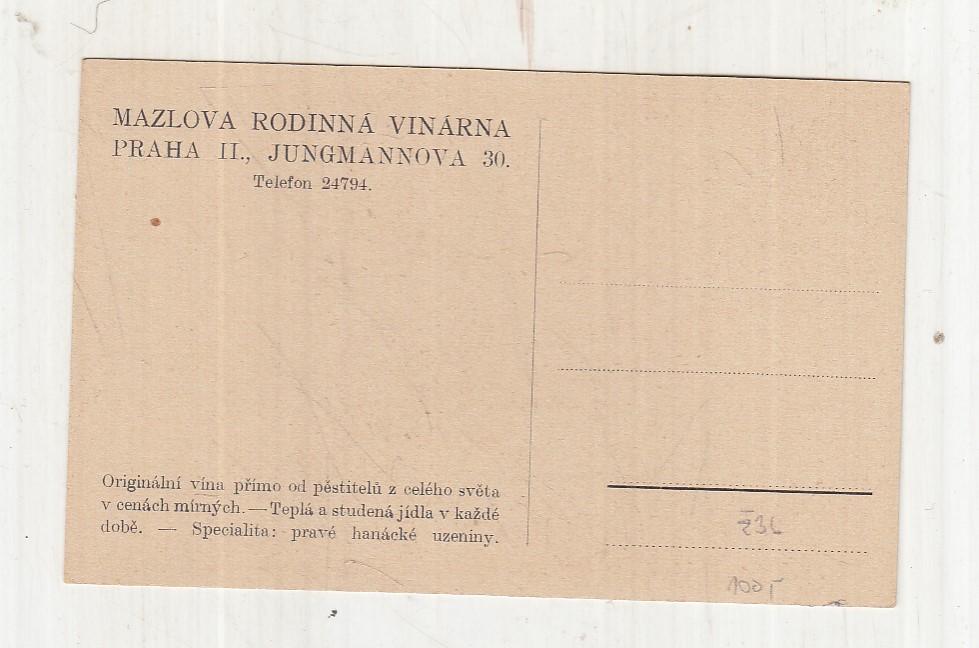 MAZLOVA RODINNÁ VINÁRNA
PRAHA II., JUNGMANNOVA 30.
Telefon 24794.
Originální vína přímo od pěstitelů z celého světa
v cenách mírných. — Teplá a studená jídla v každé
době. — Specialita: pravé hanácké uzeniny.